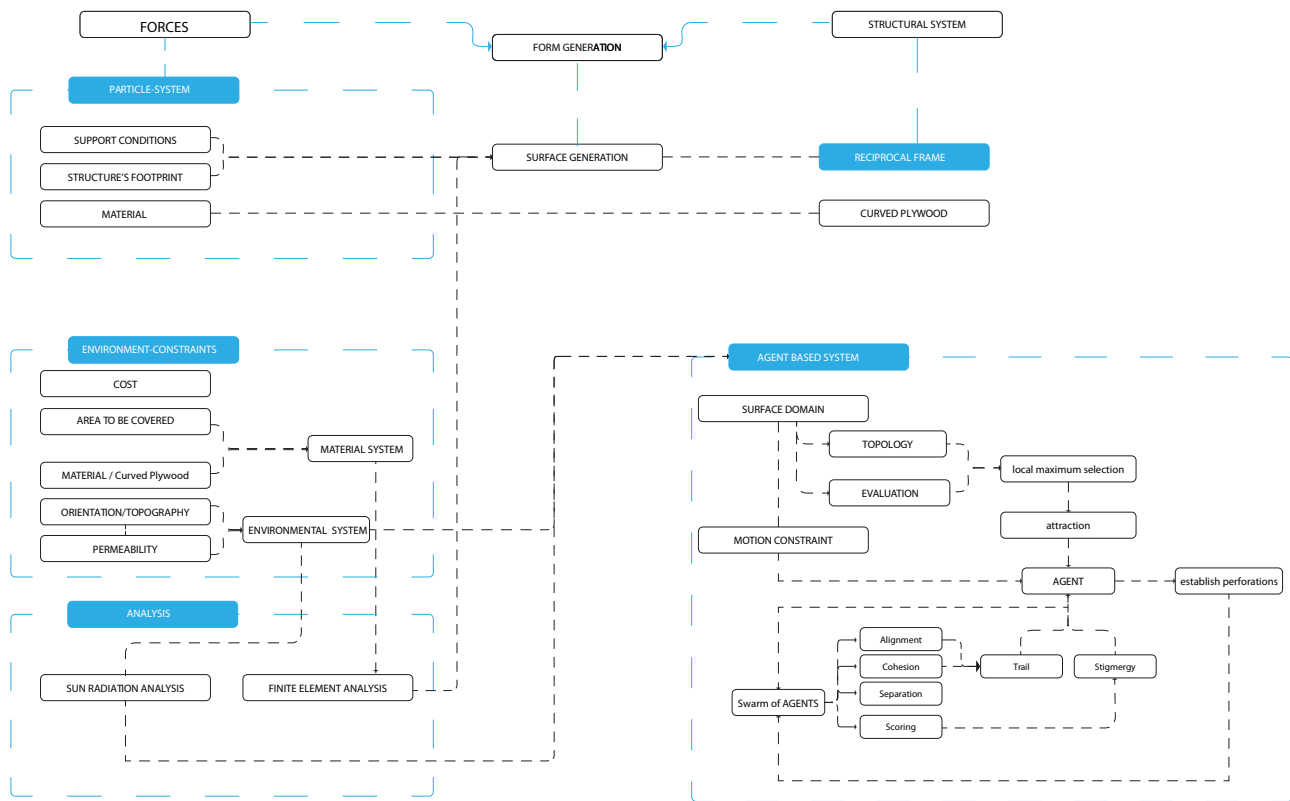 FORCES
STRUCTURAL SYSTEM
FORM GENERATION
PARTICLE-SYSTEM
SUPPORT CONDITIONS
SURFACE GENERATION
RECIPROCAL FRAME
STRUCTURE'S FOOTPRINT
MATERIAL
CURVED PLYWOOD
ENVIRONMENT-CONSTRAINTS
COST
AREA TO BE COVERED
MATERIAL SYSTEM
MATERIAL / Curved Plywood
ORIENTATION/TOPOGRAPHY
ENVIRONMENTAL SYSTEM
PERMEABILITY
ANALYSIS
SUN RADIATION ANALYSIS
FINITE ELEMENT ANALYSIS
AGENT BASED SYSTEM
SURFACE DOMAIN
TOPOLOGY
local maximum selection
EVALUATION
attraction
MOTION CONSTRAINT
AGENT
establish perforations
Alignment
Cohesion
Trail
Stigmergy
Separation
Swarm of AGENTS
Scoring